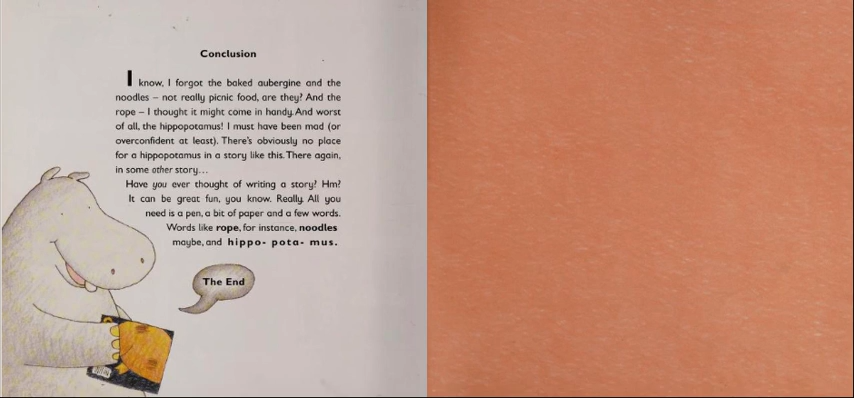 Conclusion
I know, I forgot the baked aubergine and the
noodles – not really picnic food, are they? And the
rope – I thought it might come in handy. And worst
of all, the hippopotamus! I must have been mad (or
overconfident at least). There's obviously no place
for a hippopotamus in a story like this. There again,
in some other story...
Have you ever thought of writing a story? Hm?
It can be great fun, you know. Really. All you
need is a pen, a bit of paper and a few words.
Words like rope, for instance, noodles
maybe, and hippo- pota- mus.
The End